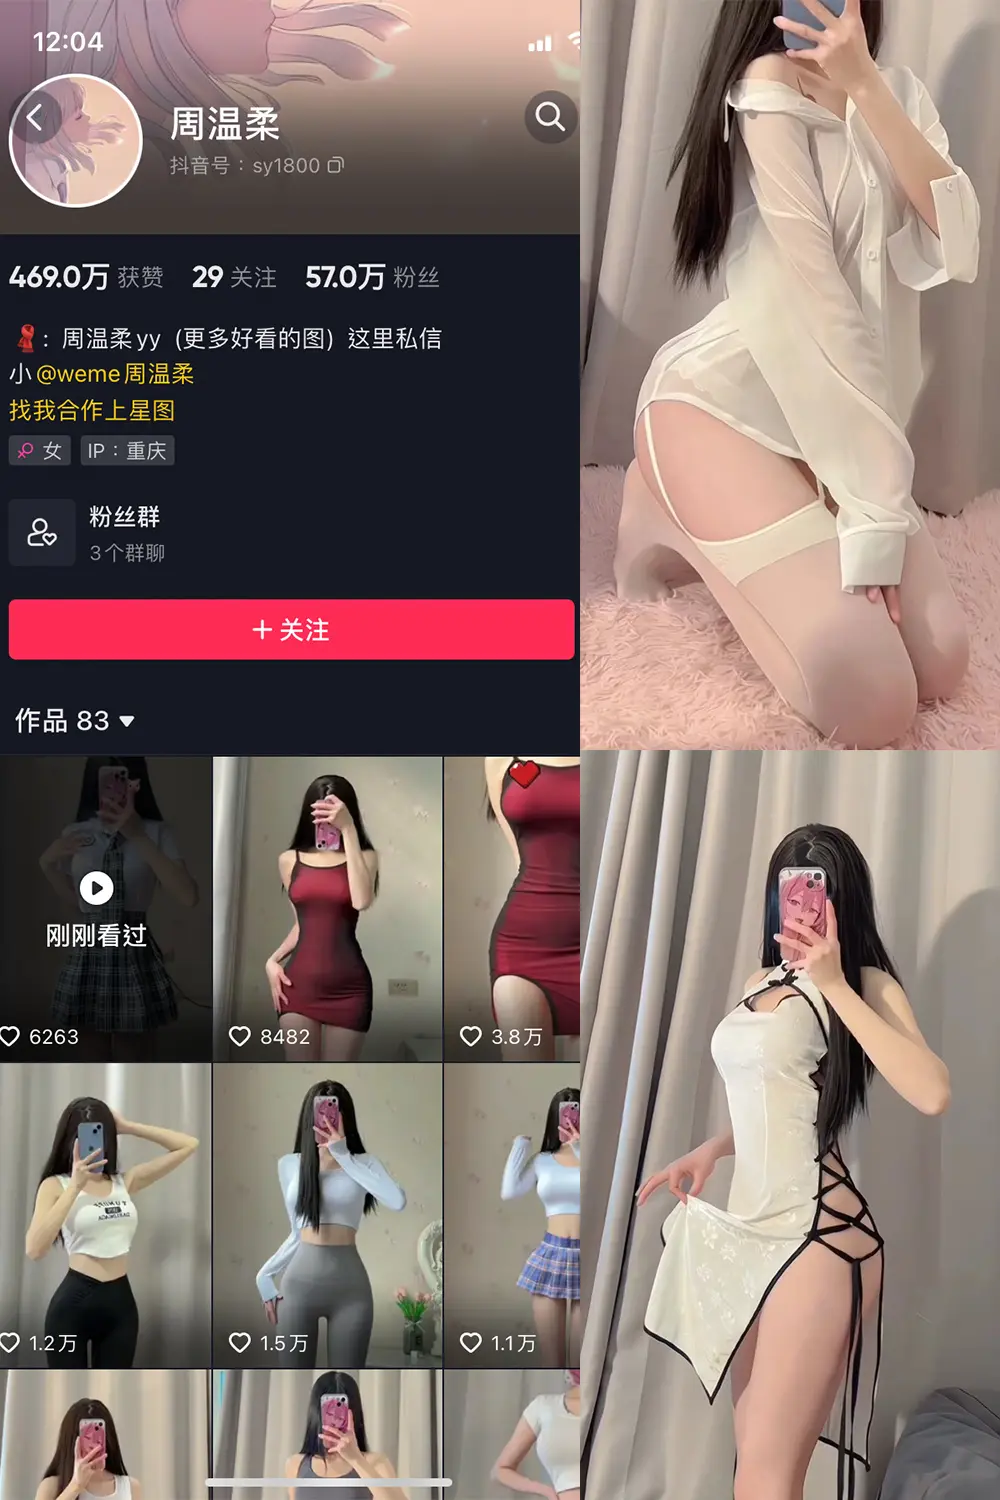 12:04
周温柔
抖音号：sy1800
469.0万 获赞 29 关注 57.0万 粉丝
：周温柔yy（更多好看的图）这里私信
小@weme周温柔
找我合作上星图
女 IP：重庆
粉丝群
3个群聊
+ 关注
作品 83
刚刚看过
6263 8482 3.8万
1.2万 1.5万 1.1万